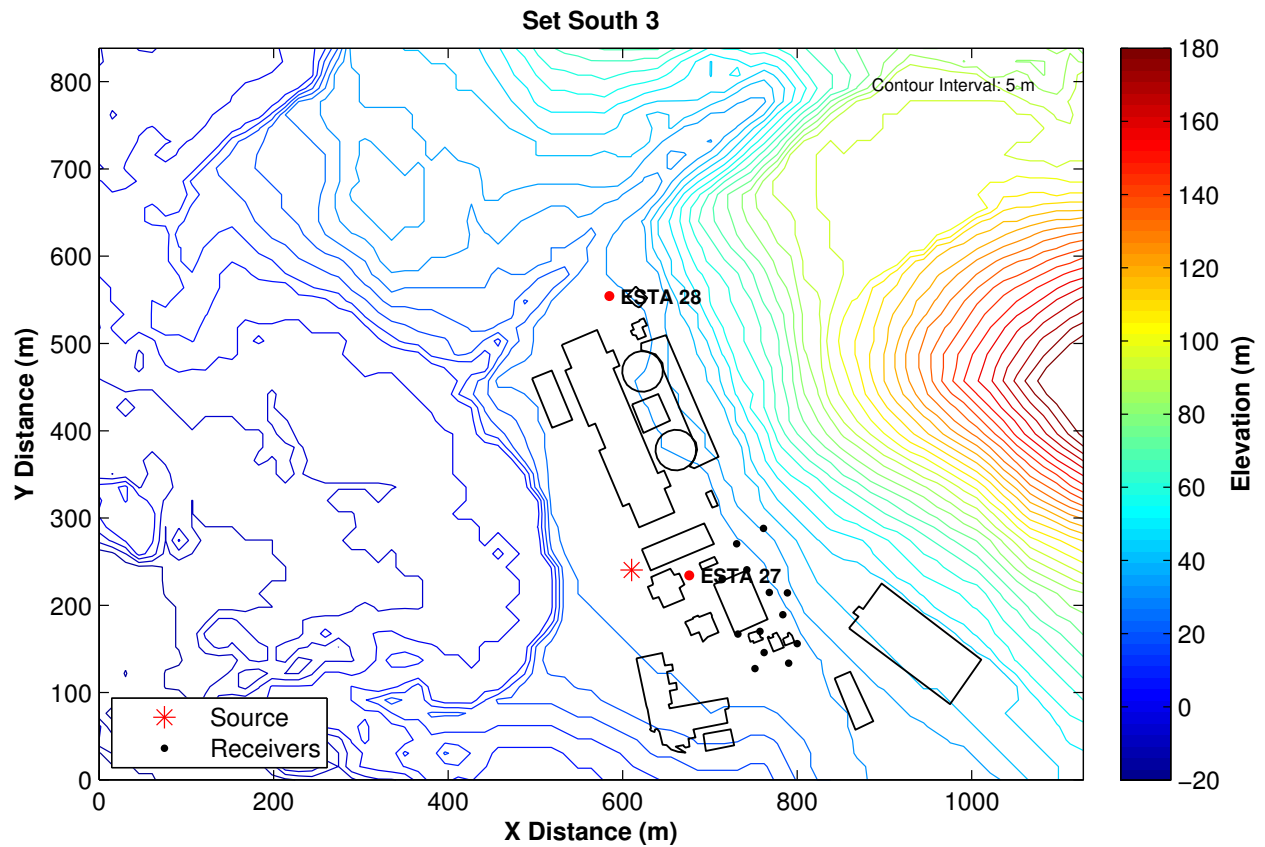 Set South 3
Contour Interval: 5 m
800
700
600
500
400
300
200
100
0
Y Distance (m)
ESTA 28
ESTA 27
Source
Receivers
0
200
400
600
800
1000
X Distance (m)
180
160
140
120
100
80
60
40
20
0
−20
Elevation (m)